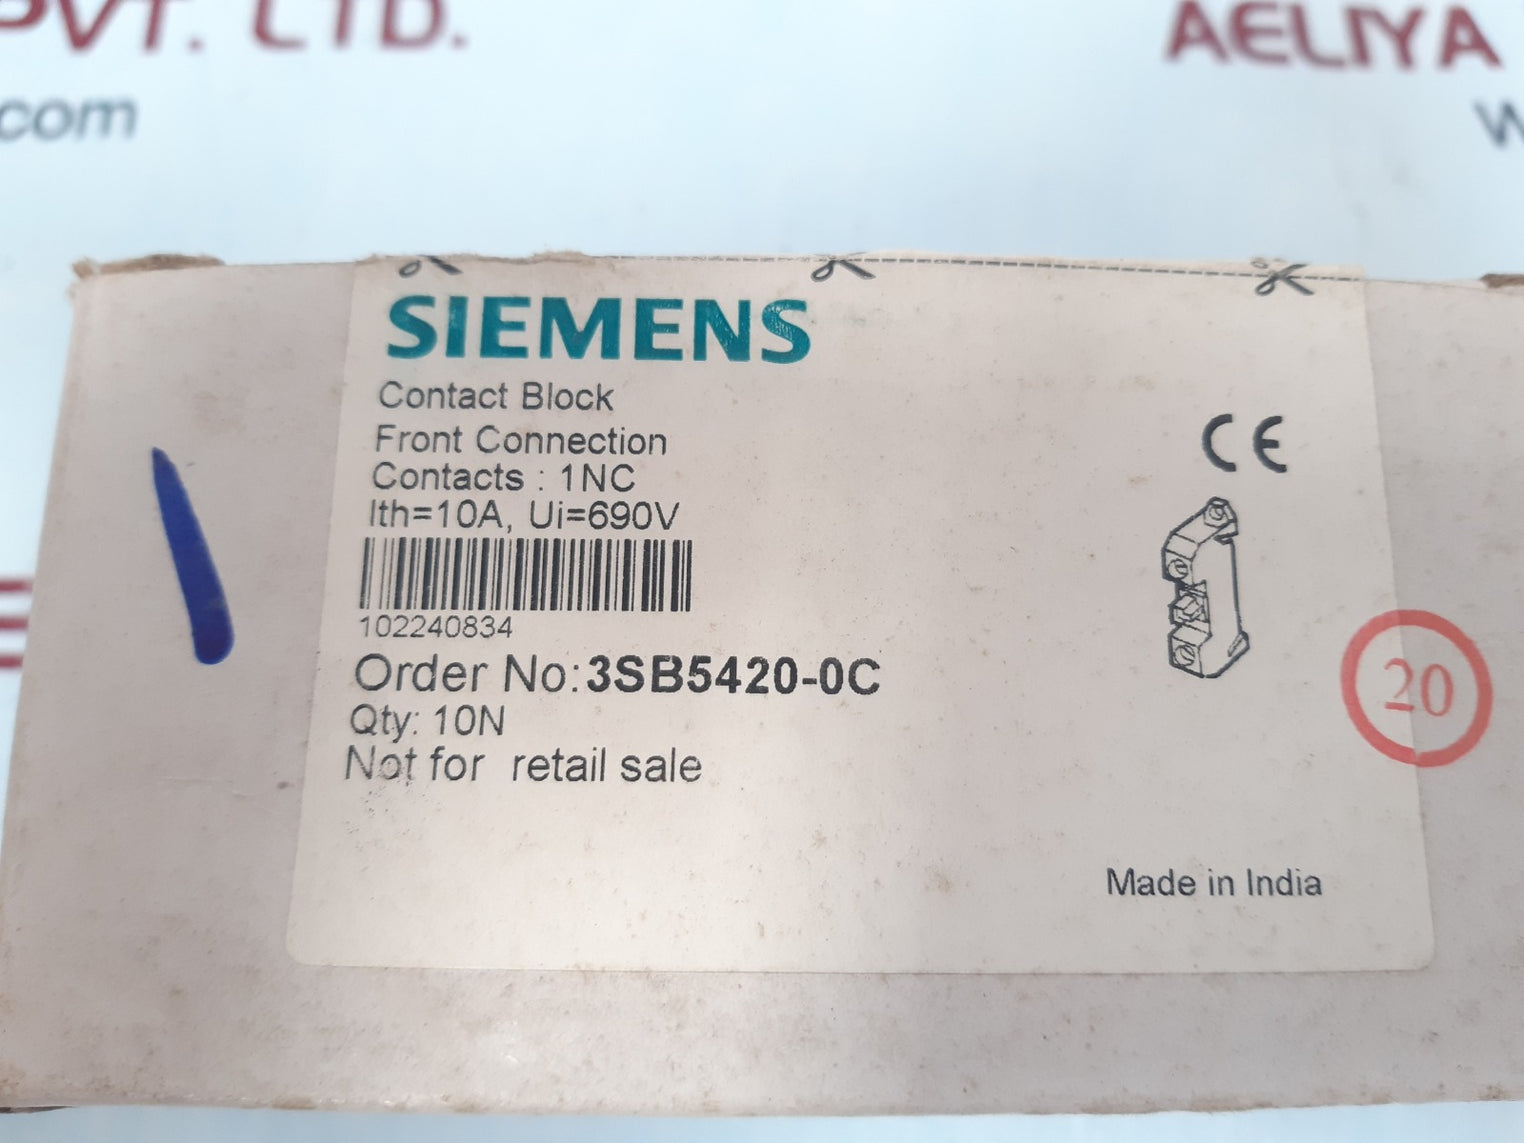 PVT. LTD.
AELIYA
.com
SIEMENS
Contact Block
Front Connection
Contacts : 1NC
Ith=10A, Ui=690V
102240834
Order No:3SB5420-0C
Qty: 10N
Not for retail sale
CE
20
Made in India